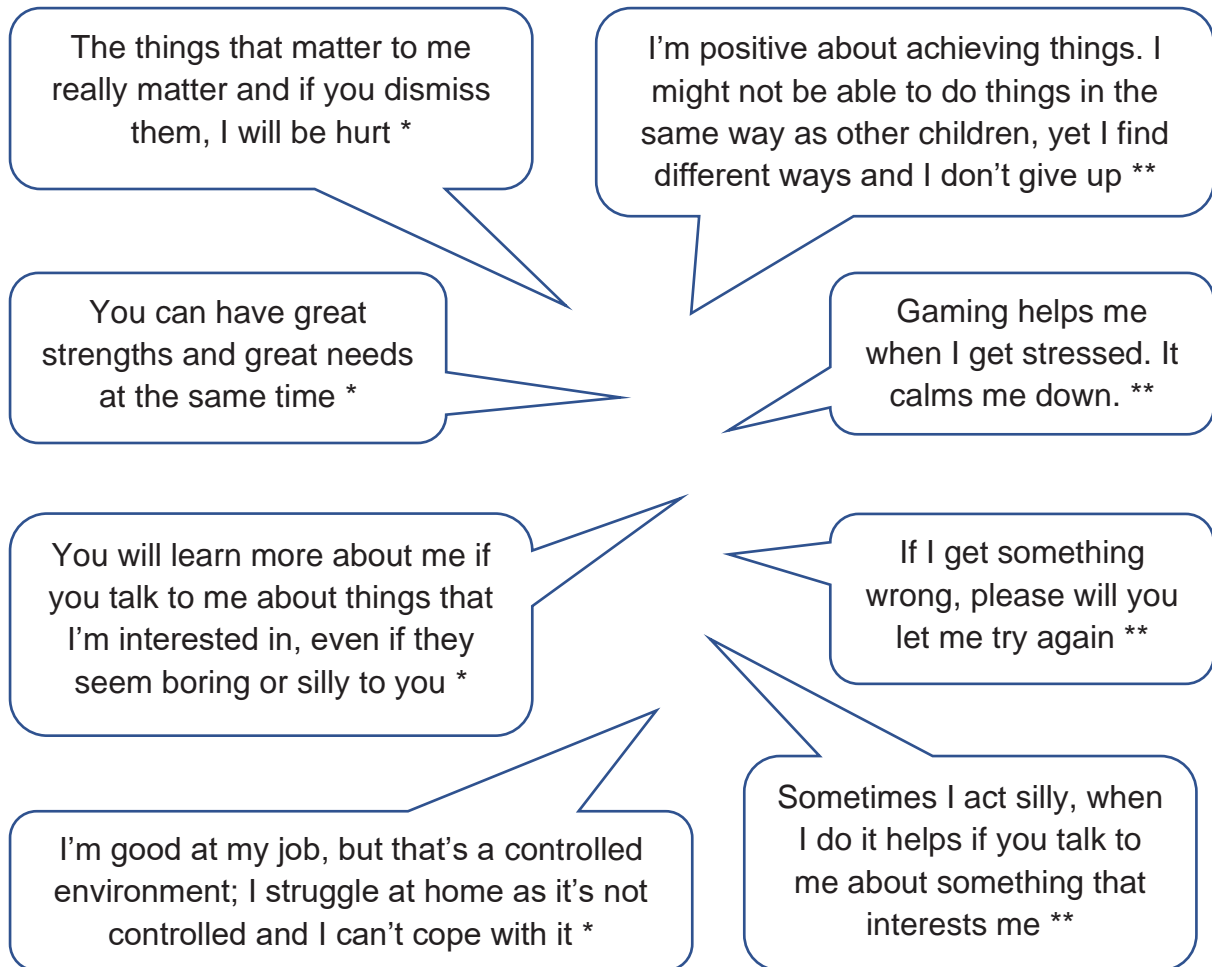 The things that matter to me
really matter and if you dismiss
them, I will be hurt *
I’m positive about achieving things. I
might not be able to do things in the
same way as other children, yet I find
different ways and I don’t give up **
You can have great
strengths and great needs
at the same time *
Gaming helps me
when I get stressed. It
calms me down. **
You will learn more about me if
you talk to me about things that
I’m interested in, even if they
seem boring or silly to you *
If I get something
wrong, please will you
let me try again **
I’m good at my job, but that’s a controlled
environment; I struggle at home as it’s not
controlled and I can’t cope with it *
Sometimes I act silly, when
I do it helps if you talk to
me about something that
interests me **